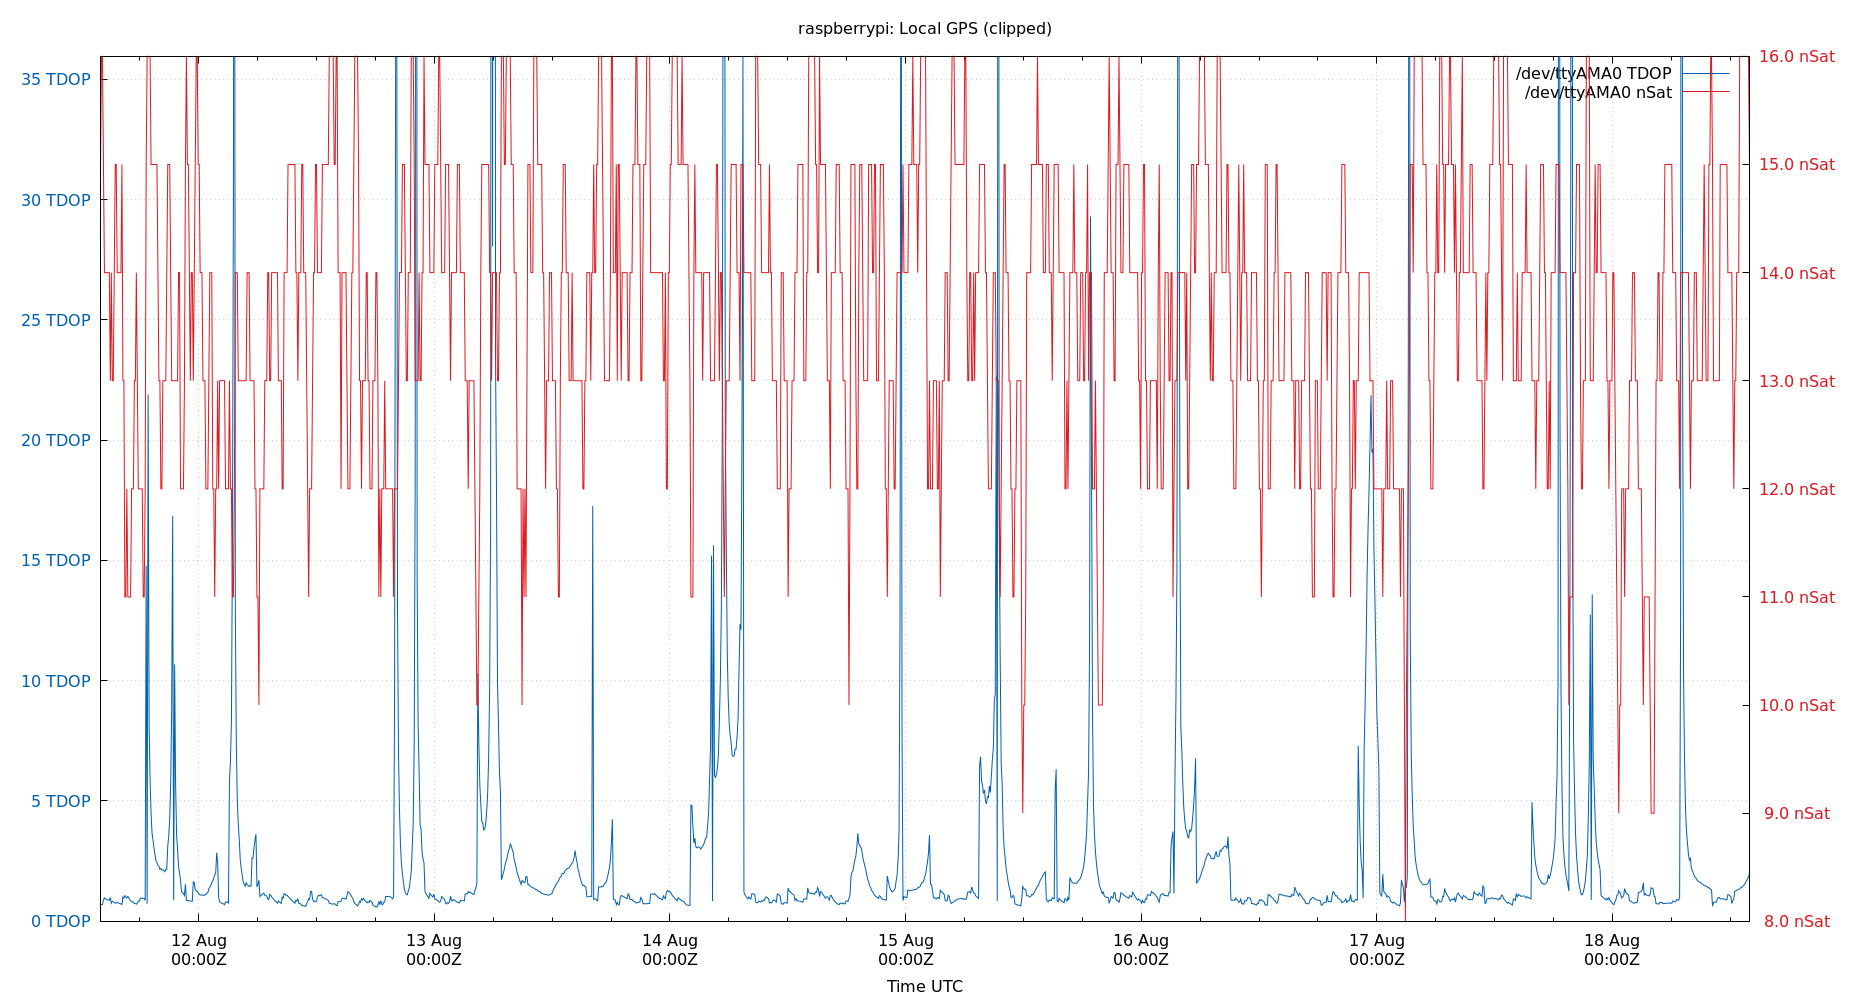 raspberrypi: Local GPS (clipped)
/dev/ttyAMA0 TDOP
/dev/ttyAMA0 nSat
35 TDOP
30 TDOP
25 TDOP
20 TDOP
15 TDOP
10 TDOP
5 TDOP
0 TDOP
16.0 nSat
15.0 nSat
14.0 nSat
13.0 nSat
12.0 nSat
11.0 nSat
10.0 nSat
9.0 nSat
8.0 nSat
12 Aug
00:00Z
13 Aug
00:00Z
14 Aug
00:00Z
15 Aug
00:00Z
16 Aug
00:00Z
17 Aug
00:00Z
18 Aug
00:00Z
Time UTC